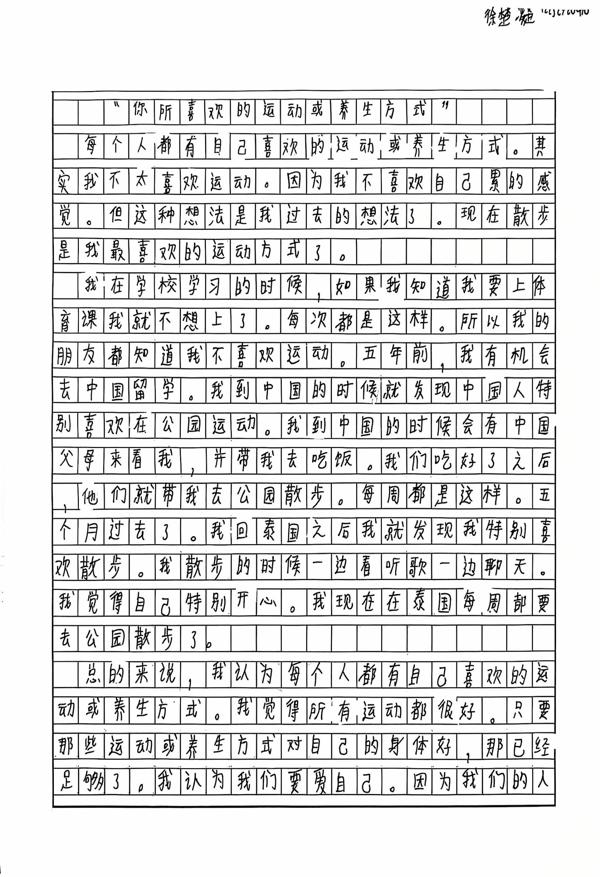 徐楚凝
“你所喜欢的运动或养生方式”
每个人都有自己喜欢的运动或养生方式。其
实我不太喜欢运动。因为我不喜欢自己累的感
觉。但这种想法是我过去的想法了。现在散步
是我最喜欢的运动方式了。
我在学校学习的时候，如果我知道我要上体
育课我就不想上了。每次都是这样。所以我的
朋友都知道我不喜欢运动。五年前，我有机会
去中国留学。我到中国的时候就发现中国人特
别喜欢在公园运动。我到中国的时候会有中国
父母来看我，并带我去吃饭。我们吃好了之后
，他们就带我去公园散步。每周都是这样。五
个月过去了。我回泰国之后我就发现我特别喜
欢散步。我散步的时候一边看听歌一边聊天。
我觉得自己特别开心。我现在在泰国每周都要
去公园散步了。
总的来说，我认为每个人都有自己喜欢的运
动或养生方式。我觉得所有运动都很好。只要
那些运动或养生方式对自己的身体好，那已经
足够了。我认为我们要爱自己。因为我们的人